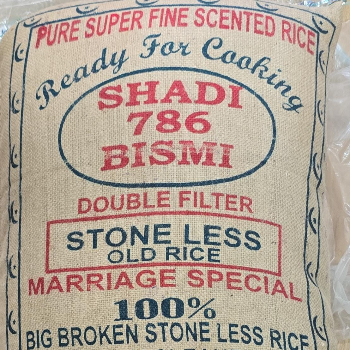 PURE SUPER FINE SCENTED RICE
Ready For Cooking
SHADI
786
BISMI
DOUBLE FILTER
STONE LESS
OLD RICE
MARRIAGE SPECIAL
100%
BIG BROKEN STONE LESS RICE